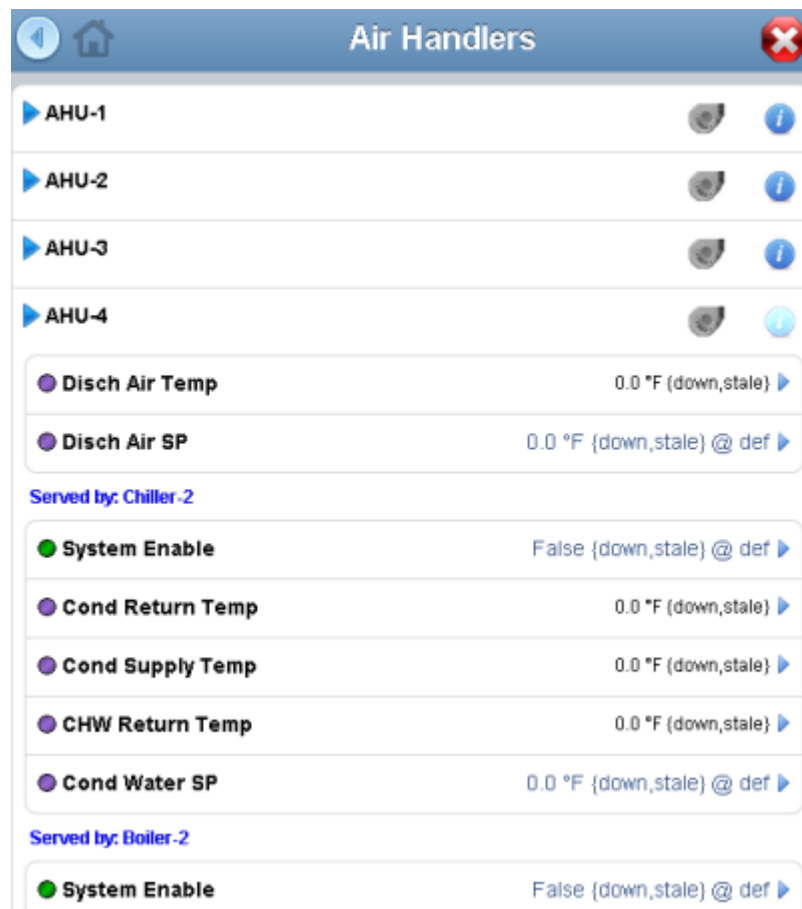 Air Handlers
AHU-1
AHU-2
AHU-3
AHU-4
Disch Air Temp 0.0 °F {down,stale}
Disch Air SP 0.0 °F {down,stale} @ def
Served by: Chiller-2
System Enable False {down,stale} @ def
Cond Return Temp 0.0 °F {down,stale}
Cond Supply Temp 0.0 °F {down,stale}
CHW Return Temp 0.0 °F {down,stale}
Cond Water SP 0.0 °F {down,stale} @ def
Served by: Boiler-2
System Enable False {down,stale} @ def